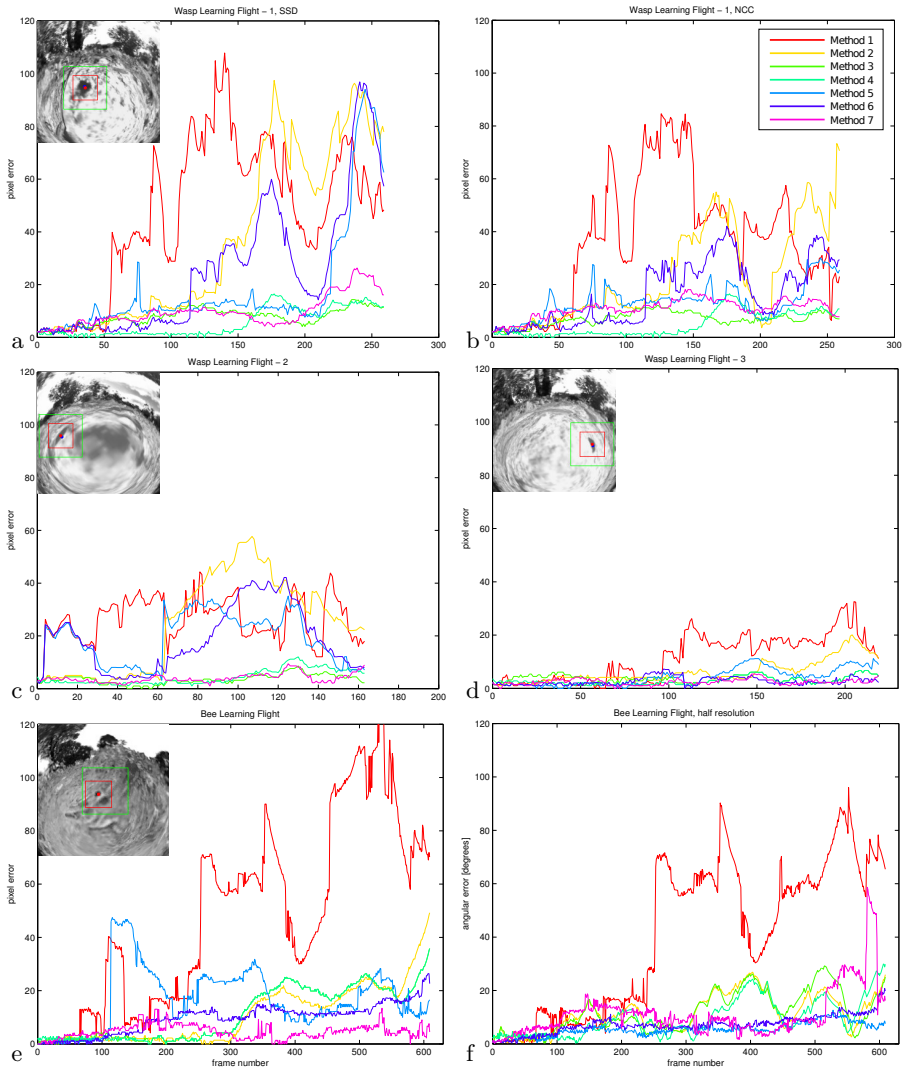 Wasp Learning Flight − 1, SSD
120
100
80
60
40
20
0
pixel error
0 50 100 150 200 250 300
a
Wasp Learning Flight − 1, NCC
120
100
80
60
40
20
0
pixel error
0 50 100 150 200 250 300
Method 1
Method 2
Method 3
Method 4
Method 5
Method 6
Method 7
b
Wasp Learning Flight − 2
120
100
80
60
40
20
0
pixel error
0 20 40 60 80 100 120 140 160 180 200
c
Wasp Learning Flight − 3
120
100
80
60
40
20
0
pixel error
0 50 100 150 200
d
Bee Learning Flight
120
100
80
60
40
20
0
pixel error
0 100 200 300 400 500 600
frame number
e
Bee Learning Flight, half resolution
120
100
80
60
40
20
0
angular error [degrees]
0 100 200 300 400 500 600
frame number
f